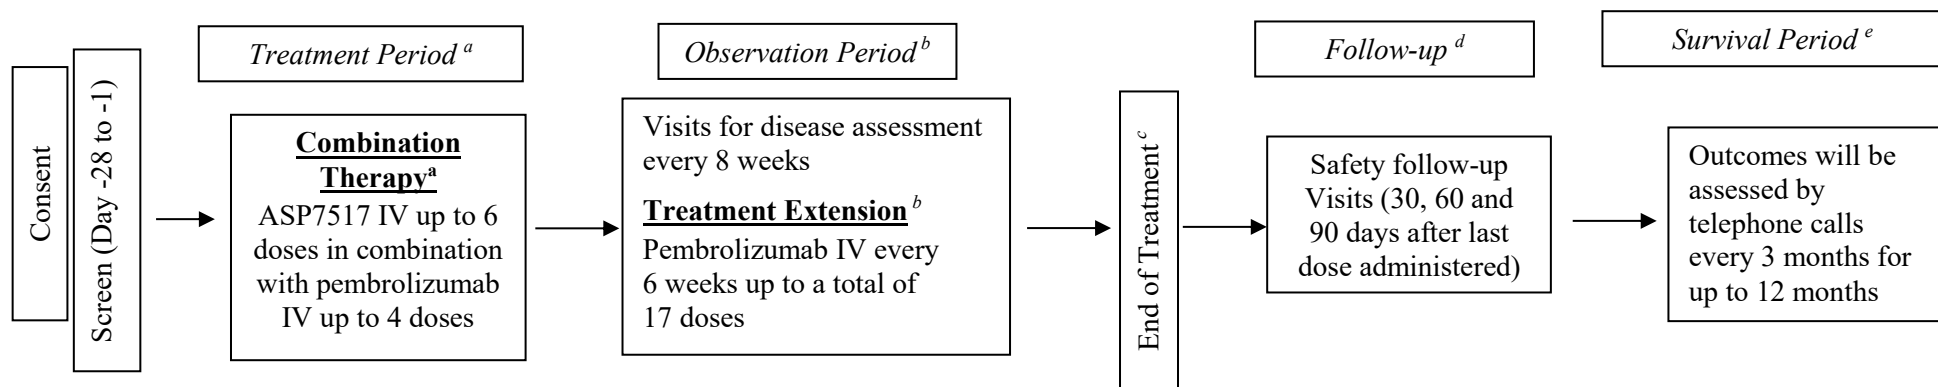 Consent
Screen (Day -28 to -1)
Treatment Period a
Combination
Therapya
ASP7517 IV up to 6
doses in combination
with pembrolizumab
IV up to 4 doses
Observation Period b
Visits for disease assessment
every 8 weeks
Treatment Extension b
Pembrolizumab IV every
6 weeks up to a total of
17 doses
End of Treatment c
Follow-up d
Safety follow-up
Visits (30, 60 and
90 days after last
dose administered)
Survival Period e
Outcomes will be
assessed by
telephone calls
every 3 months for
up to 12 months